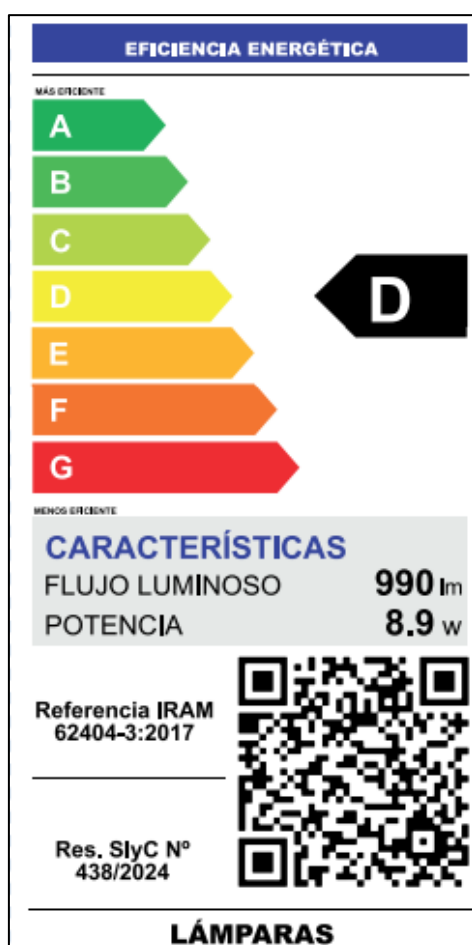 EFICIENCIA ENERGÉTICA
MÁS EFICIENTE
A
B
C
D
D
E
F
G
MENOS EFICIENTE
CARACTERÍSTICAS
FLUJO LUMINOSO 990 lm
POTENCIA 8.9 w
Referencia IRAM
62404-3:2017
Res. SIyC Nº
438/2024
LÁMPARAS